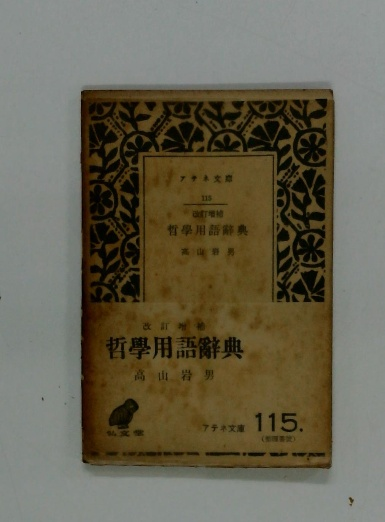 アテネ文庫
115
改訂增補
哲學用語辭典
高山岩男
改訂增補
哲學用語辭典
高山岩男
弘文堂
アテネ文庫
115.